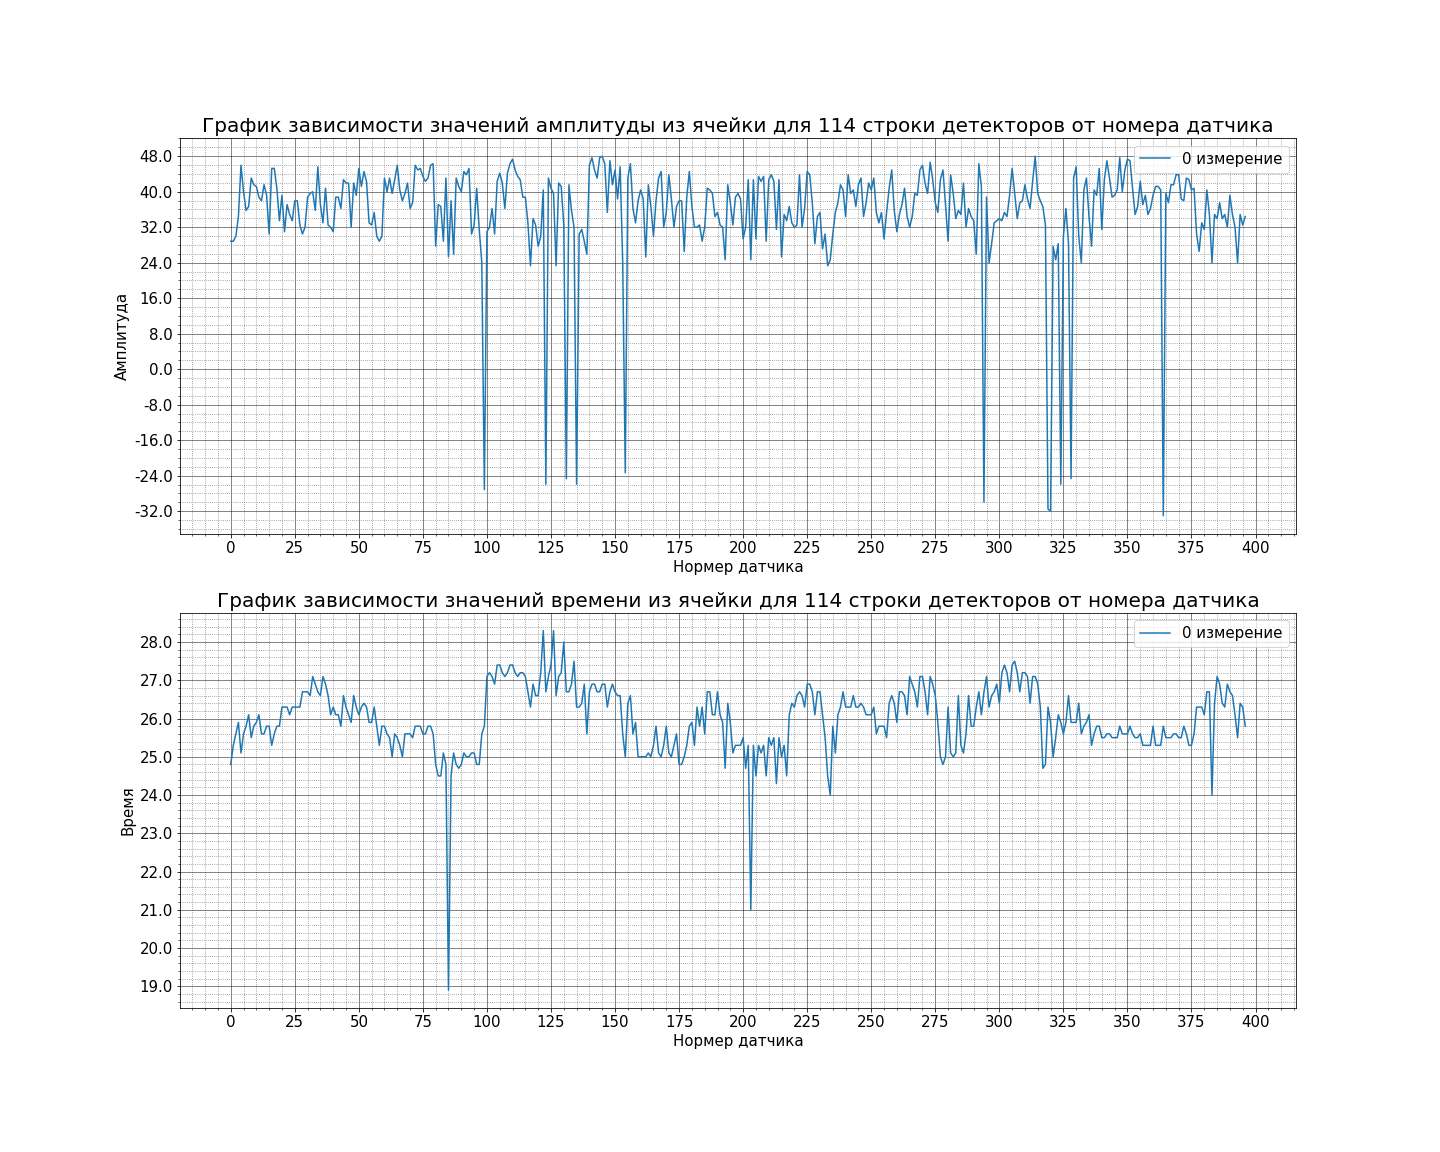 График зависимости значений амплитуды из ячейки для 114 строки детекторов от номера датчика
0 измерение
48.0
40.0
32.0
24.0
16.0
8.0
0.0
-8.0
-16.0
-24.0
-32.0
Амплитуда
0 25 50 75 100 125 150 175 200 225 250 275 300 325 350 375 400
Нормер датчика
График зависимости значений времени из ячейки для 114 строки детекторов от номера датчика
0 измерение
28.0
27.0
26.0
25.0
24.0
23.0
22.0
21.0
20.0
19.0
Время
0 25 50 75 100 125 150 175 200 225 250 275 300 325 350 375 400
Нормер датчика